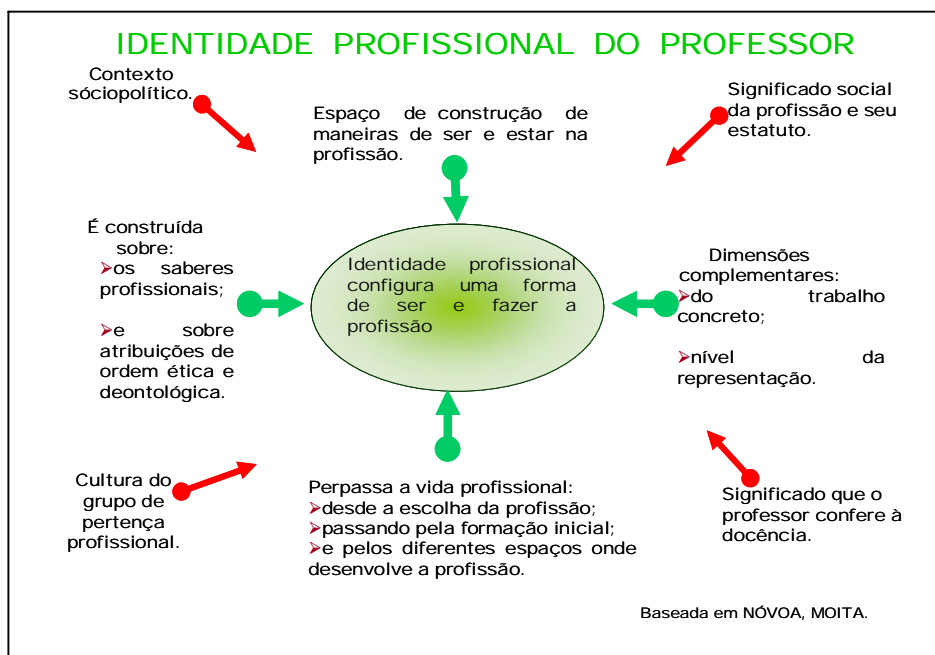 IDENTIDADE PROFISSIONAL DO PROFESSOR
Contexto
sóciopolítico.
Espaço de construção de
maneiras de ser e estar na
profissão.
Significado social
da profissão e seu
estatuto.
É construída
sobre:
➢os saberes
profissionais;
➢e sobre
atribuições de
ordem ética e
deontológica.
Identidade profissional
configura uma forma
de ser e fazer a
profissão
Dimensões
complementares:
➢do trabalho
concreto;
➢nível da
representação.
Cultura do
grupo de
pertença
profissional.
Perpassa a vida profissional:
➢desde a escolha da profissão;
➢passando pela formação inicial;
➢e pelos diferentes espaços onde
desenvolve a profissão.
Significado que o
professor confere à
docência.
Baseada em NÓVOA, MOITA.